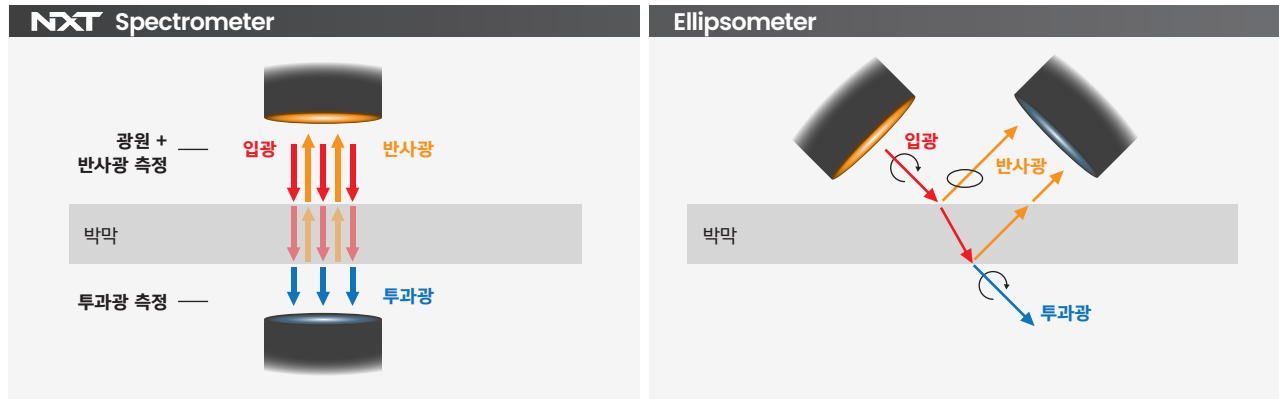 NXT Spectrometer
광원 +
반사광 측정
입광
반사광
박막
투과광 측정
투과광
Ellipsometer
입광
반사광
박막
투과광